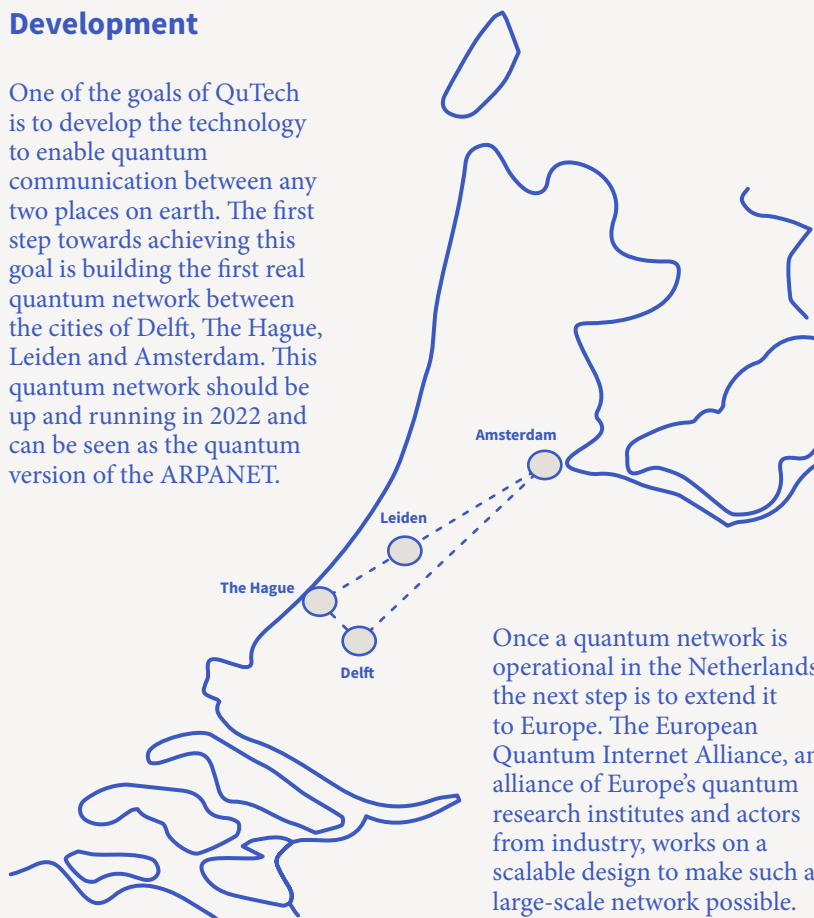 Development
One of the goals of QuTech
is to develop the technology
to enable quantum
communication between any
two places on earth. The first
step towards achieving this
goal is building the first real
quantum network between
the cities of Delft, The Hague,
Leiden and Amsterdam. This
quantum network should be
up and running in 2022 and
can be seen as the quantum
version of the ARPANET.
Amsterdam
Leiden
The Hague
Delft
Once a quantum network is
operational in the Netherlands
the next step is to extend it
to Europe. The European
Quantum Internet Alliance, an
alliance of Europe’s quantum
research institutes and actors
from industry, works on a
scalable design to make such a
large-scale network possible.